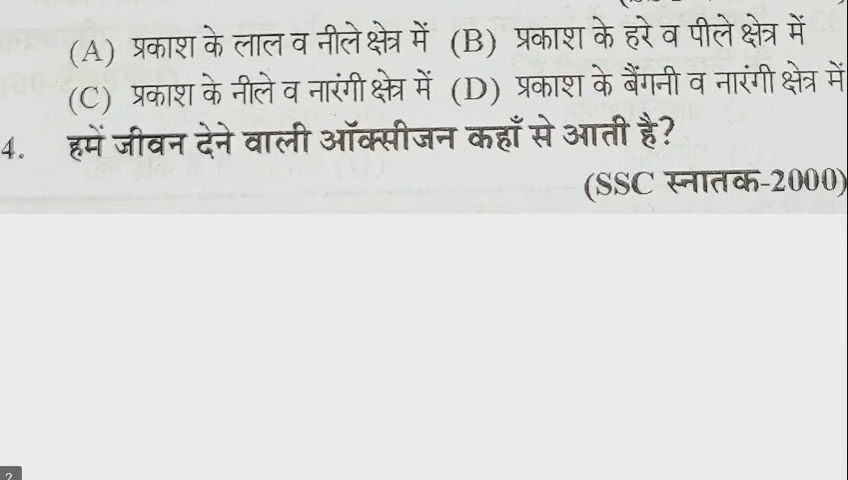 (A) प्रकाश के लाल व नीले क्षेत्र में (B) प्रकाश के हरे व पीले क्षेत्र में
(C) प्रकाश के नीले व नारंगी क्षेत्र में (D) प्रकाश के बैंगनी व नारंगी क्षेत्र में
4. हमें जीवन देने वाली ऑक्सीजन कहाँ से आती है?
(SSC स्नातक-2000)